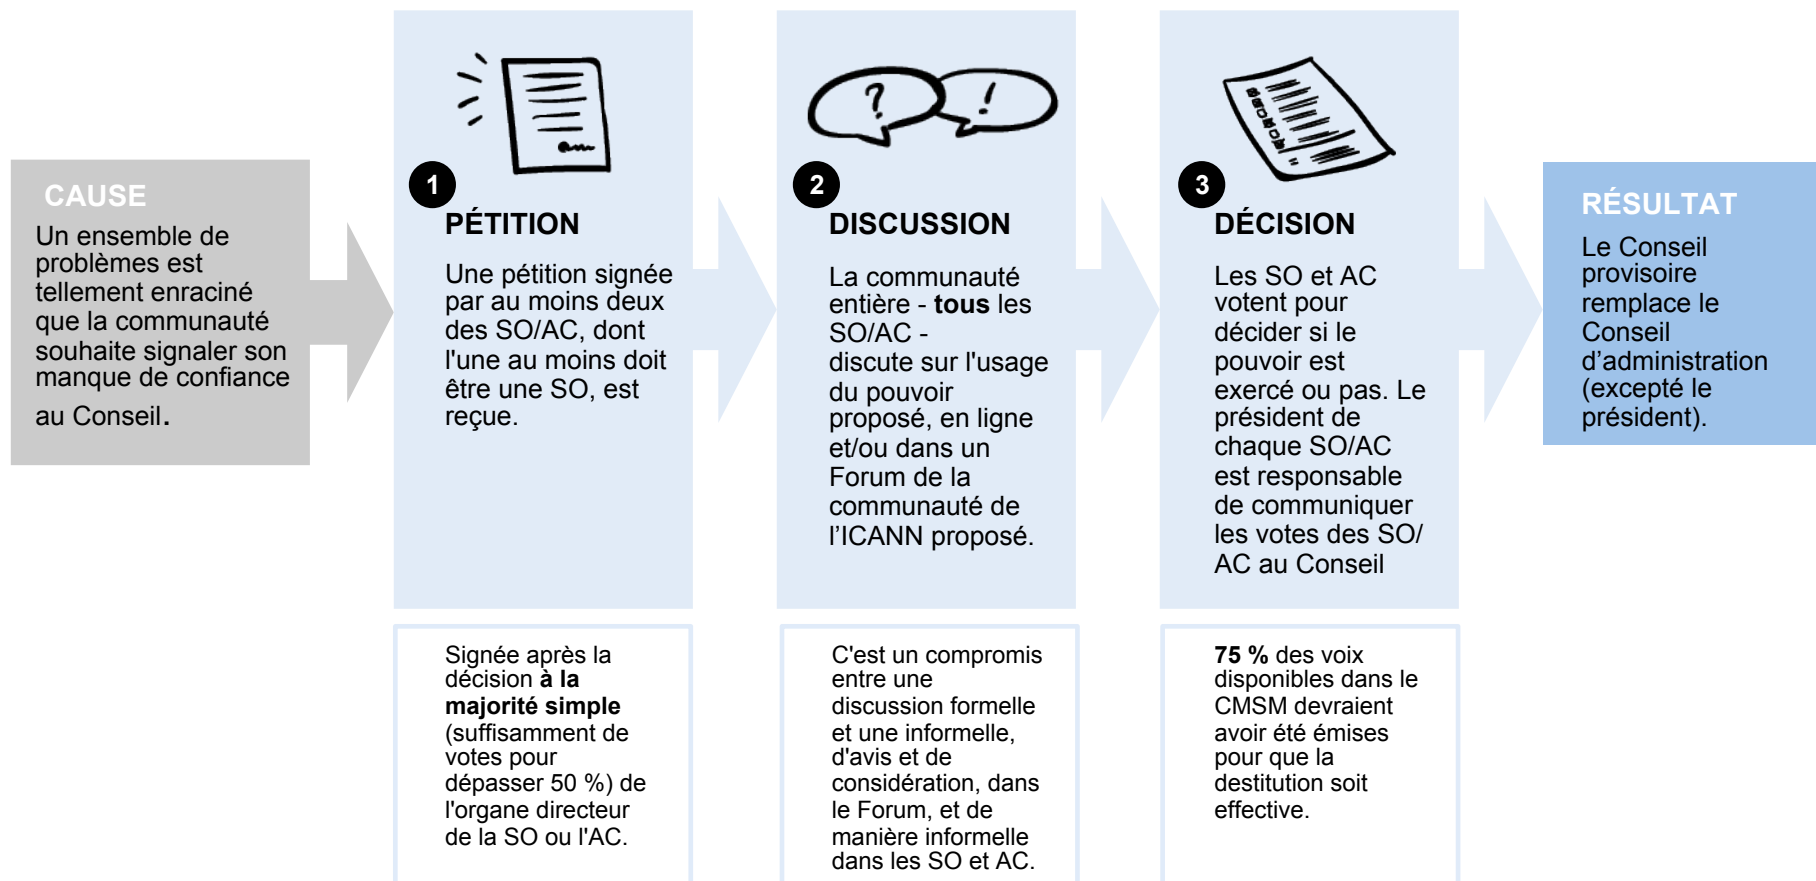 CAUSE
Un ensemble de
problèmes est
tellement enraciné
que la communauté
souhaite signaler son
manque de confiance
au Conseil.
1
PÉTITION
Une pétition signée
par au moins deux
des SO/AC, dont
l'une au moins doit
être une SO, est
reçue.
Signée après la
décision à la
majorité simple
(suffisamment de
votes pour
dépasser 50 %) de
l'organe directeur
de la SO ou l'AC.
2
DISCUSSION
La communauté
entière - tous les
SO/AC -
discute sur l'usage
du pouvoir
proposé, en ligne
et/ou dans un
Forum de la
communauté de
l’ICANN proposé.
C'est un compromis
entre une
discussion formelle
et une informelle,
d'avis et de
considération, dans
le Forum, et de
manière informelle
dans les SO et AC.
3
DÉCISION
Les SO et AC
votent pour
décider si le
pouvoir est
exercé ou pas. Le
président de
chaque SO/AC
est responsable
de communiquer
les votes des SO/
AC au Conseil
75 % des voix
disponibles dans le
CMSM devraient
avoir été émises
pour que la
destitution soit
effective.
RÉSULTAT
Le Conseil
provisoire
remplace le
Conseil
d’administration
(excepté le
président).